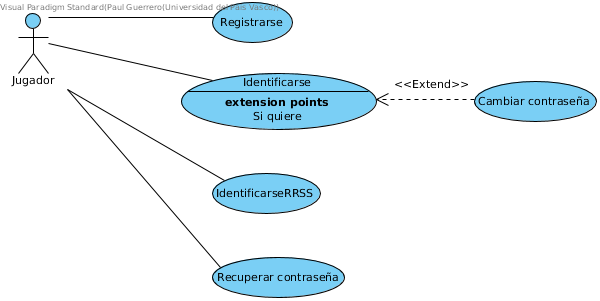 Visual Paradigm Standard(Paul Guerrero(Universidad del Pais Vasco))
Registrarse
Jugador
Identificarse
extension points
Si quiere
<<Extend>>
Cambiar contraseña
IdentificarseRRSS
Recuperar contraseña